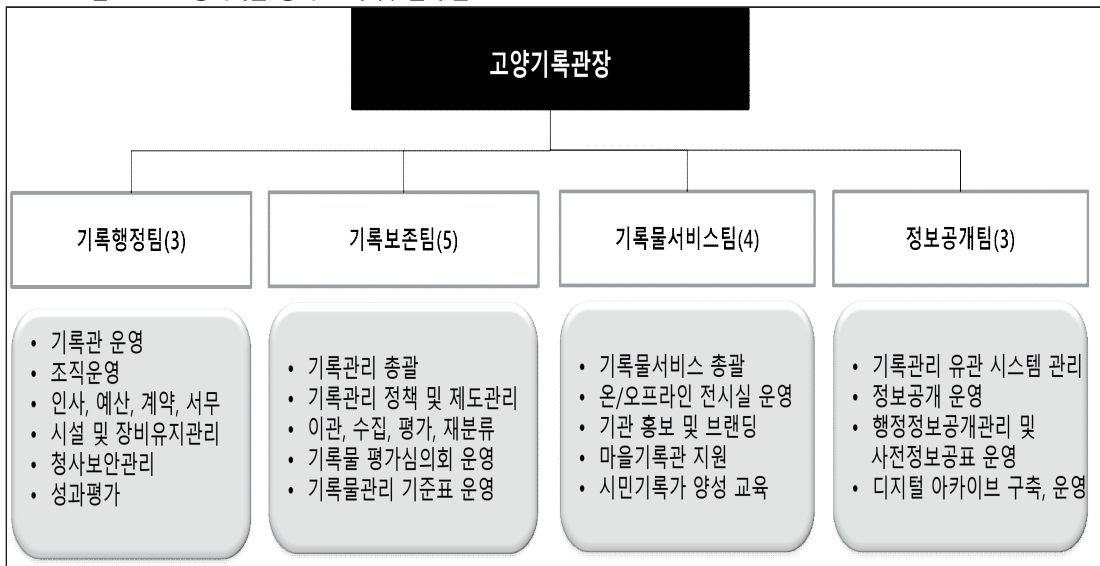 고양기록관장
기록행정팀(3)
기록보존팀(5)
기록물서비스팀(4)
정보공개팀(3)
• 기록관 운영
• 조직운영
• 인사, 예산, 계약, 서무
• 시설 및 장비유지관리
• 청사보안관리
• 성과평가
• 기록관리 총괄
• 기록관리 정책 및 제도관리
• 이관, 수집, 평가, 재분류
• 기록물 평가심의회 운영
• 기록물관리 기준표 운영
• 기록물서비스 총괄
• 온/오프라인 전시실 운영
• 기관 홍보 및 브랜딩
• 마을기록관 지원
• 시민기록가 양성 교육
• 기록관리 유관 시스템 관리
• 정보공개 운영
• 행정정보공개관리 및
사전정보공표 운영
• 디지털 아카이브 구축, 운영